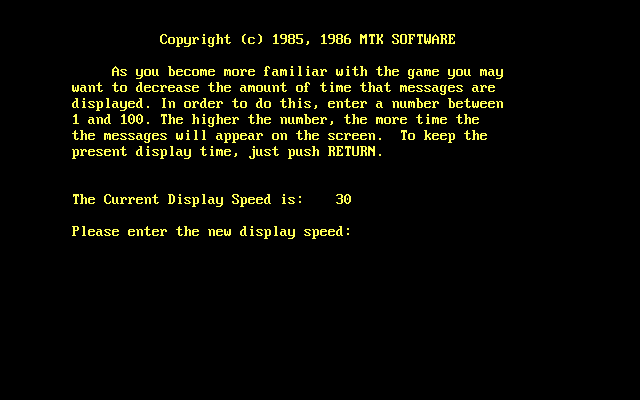 Copyright (c) 1985, 1986 MTK SOFTWARE
As you become more familiar with the game you may
want to decrease the amount of time that messages are
displayed. In order to do this, enter a number between
1 and 100. The higher the number, the more time the
the messages will appear on the screen.  To keep the
present display time, just push RETURN.
The Current Display Speed is:    30
Please enter the new display speed: